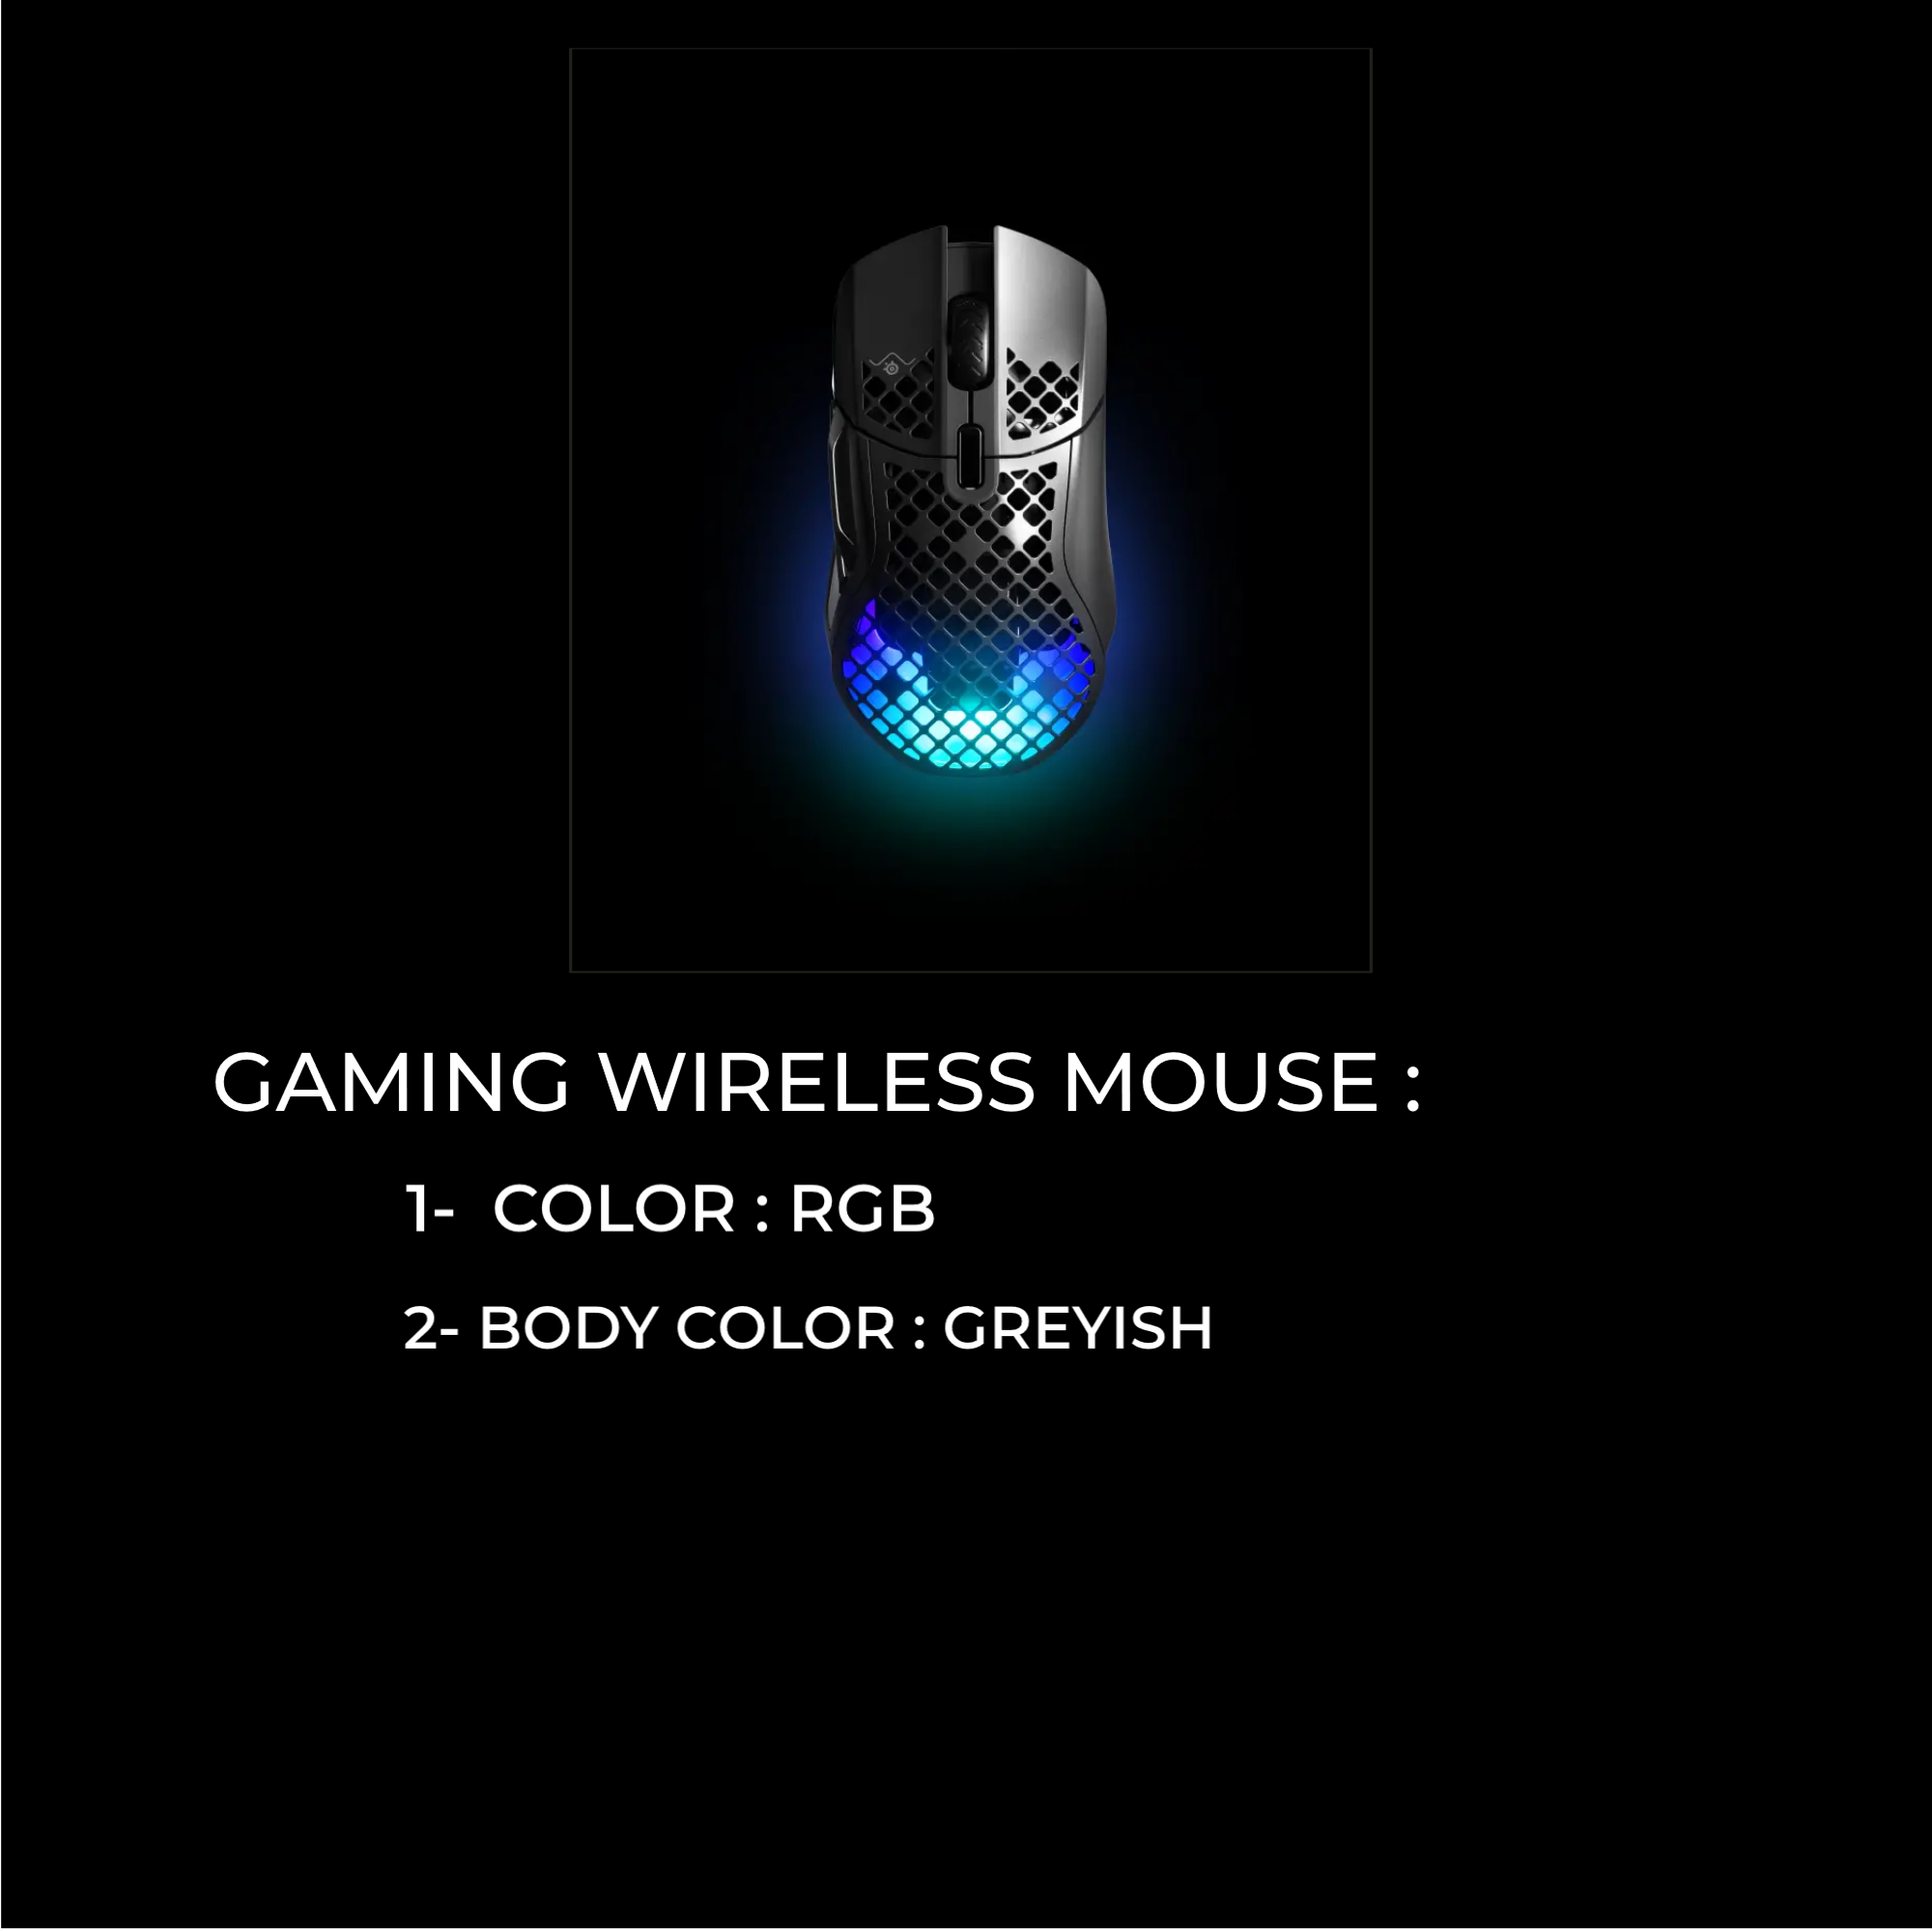 GAMING WIRELESS MOUSE :
1- COLOR : RGB
2- BODY COLOR : GREYISH